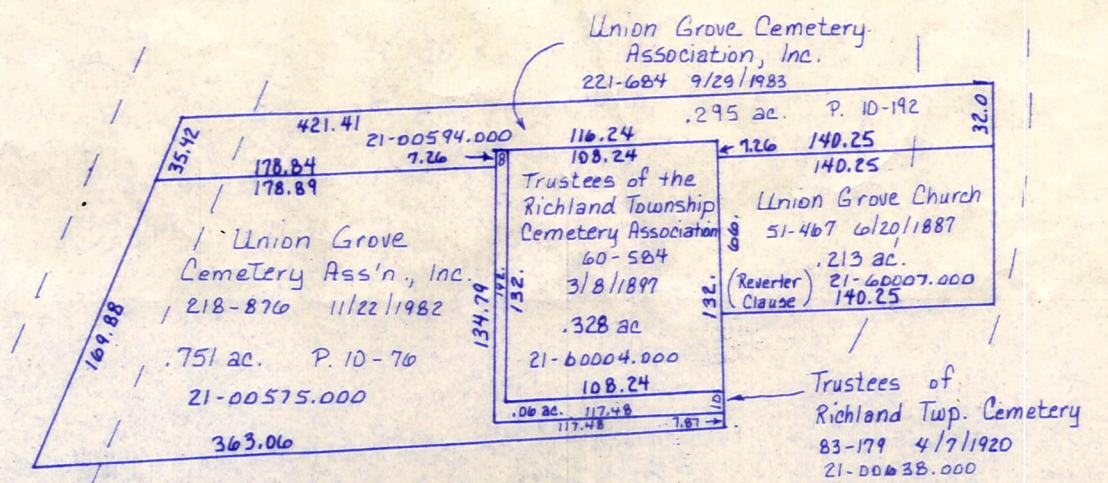 Union Grove Cemetery
Association, Inc.
221-684 9/29/1983
.295 ac. P. 10-192
32.0
35.42
421.41
21-00594.000
116.24
7.26
7.26
140.25
178.84
178.89
8
108.24
140.25
Trustees of the
Richland Township
Cemetery Association
60-584
3/8/1897
.328 ac
21-60004.000
108.24
Union Grove Church
51-467 6/20/1887
.213 ac.
(Reverter
Clause)
21-60007.000
140.25
66.
132.
Union Grove
Cemetery Ass'n., Inc.
218-876 11/22/1982
.751 ac. P. 10-76
21-00575.000
169.88
134.79
142.
132.
363.06
.06 ac. 117.48
117.48
7.87
10
Trustees of
Richland Twp. Cemetery
83-179 4/7/1920
21-00638.000